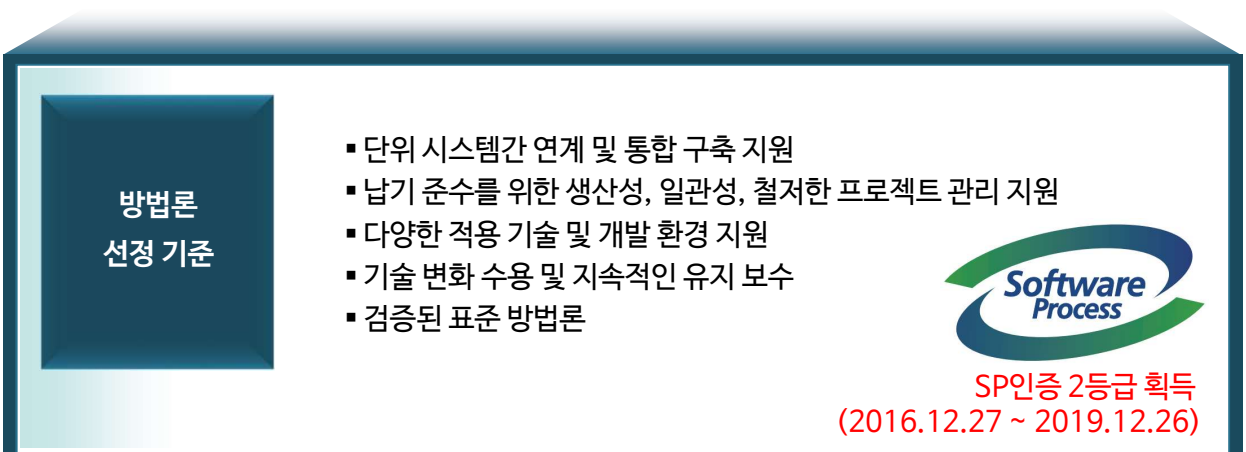 방법론
선정 기준
▪ 단위 시스템간 연계 및 통합 구축 지원
▪ 납기 준수를 위한 생산성, 일관성, 철저한 프로젝트 관리 지원
▪ 다양한 적용 기술 및 개발 환경 지원
▪ 기술 변화 수용 및 지속적인 유지 보수
▪ 검증된 표준 방법론
Software
Process
SP인증 2등급 획득
(2016.12.27 ~ 2019.12.26)